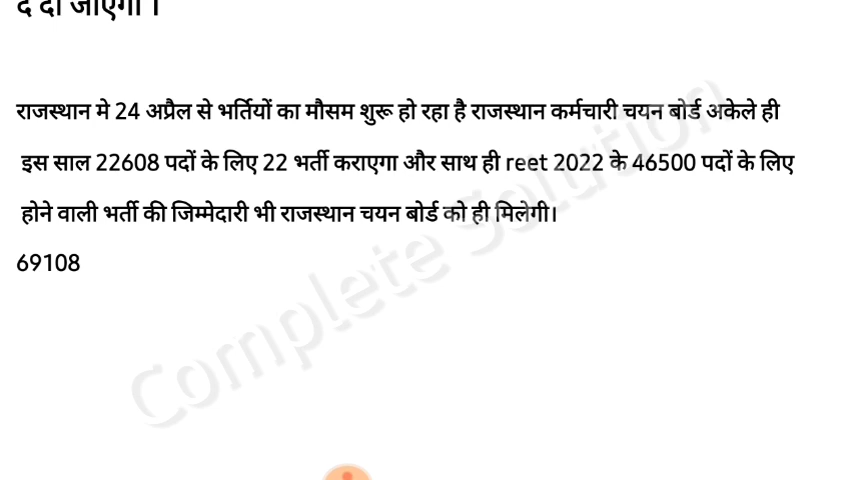 दे दी जाएगी ।
राजस्थान मे 24 अप्रैल से भर्तियों का मौसम शुरू हो रहा है राजस्थान कर्मचारी चयन बोर्ड अकेले ही
इस साल 22608 पदों के लिए 22 भर्ती कराएगा और साथ ही reet 2022 के 46500 पदों के लिए
होने वाली भर्ती की जिम्मेदारी भी राजस्थान चयन बोर्ड को ही मिलेगी।
69108
Complete Solution